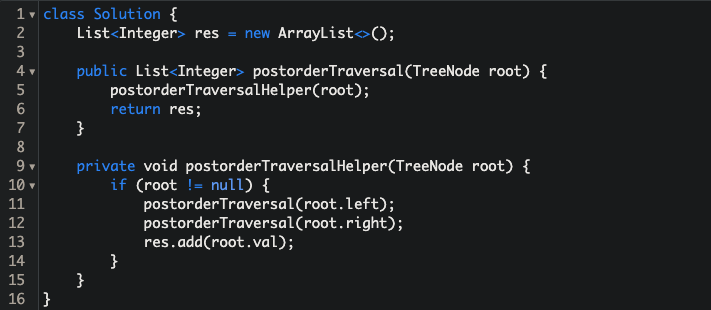 1 class Solution {
2     List<Integer> res = new ArrayList<>();
3
4     public List<Integer> postorderTraversal(TreeNode root) {
5         postorderTraversalHelper(root);
6         return res;
7     }
8
9     private void postorderTraversalHelper(TreeNode root) {
10         if (root != null) {
11             postorderTraversal(root.left);
12             postorderTraversal(root.right);
13             res.add(root.val);
14         }
15     }
16 }